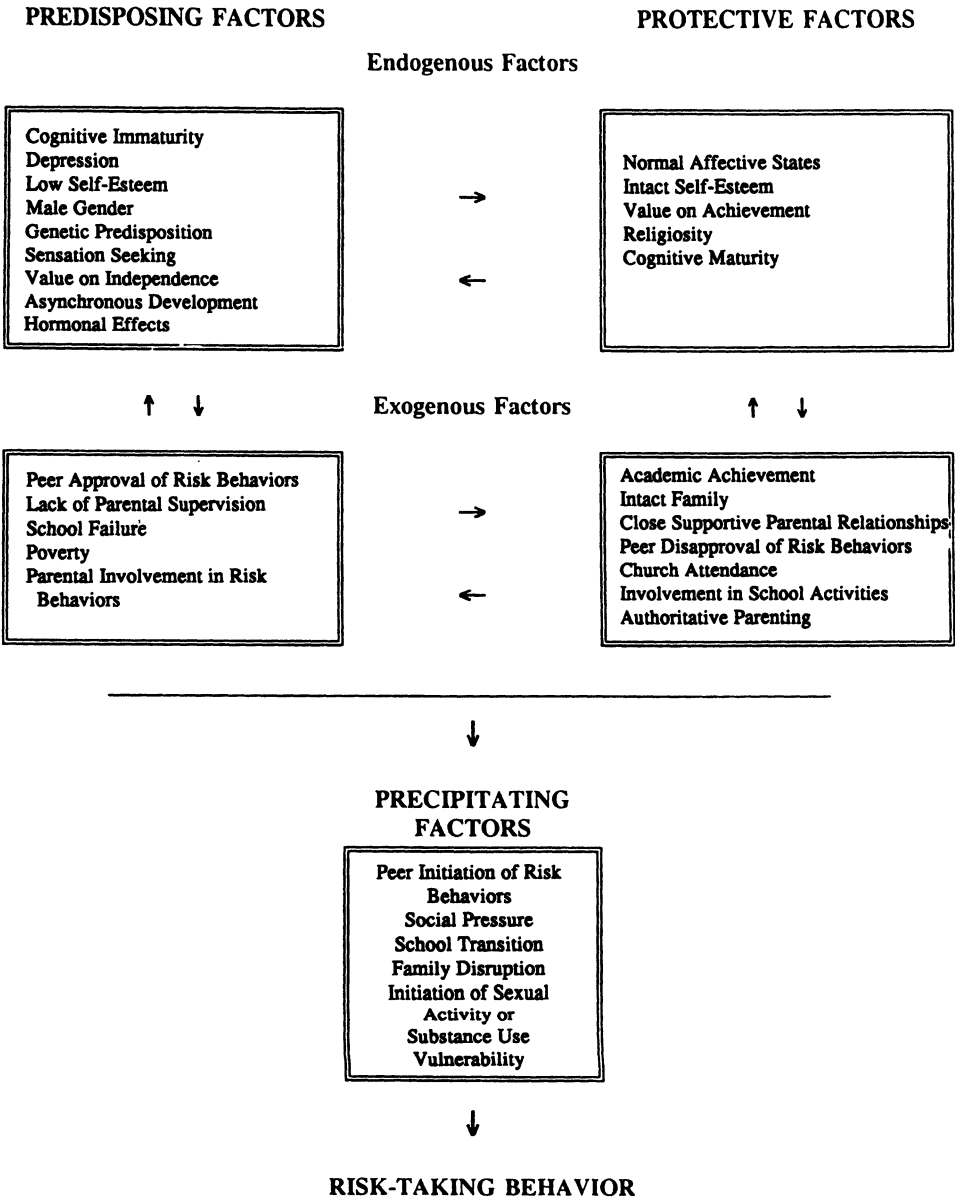 PREDISPOSING FACTORS
PROTECTIVE FACTORS
Endogenous Factors
Cognitive Immaturity
Depression
Low Self-Esteem
Male Gender
Genetic Predisposition
Sensation Seeking
Value on Independence
Asynchronous Development
Hormonal Effects
Normal Affective States
Intact Self-Esteem
Value on Achievement
Religiosity
Cognitive Maturity
Exogenous Factors
Peer Approval of Risk Behaviors
Lack of Parental Supervision
School Failure
Poverty
Parental Involvement in Risk
Behaviors
Academic Achievement
Intact Family
Close Supportive Parental Relationships
Peer Disapproval of Risk Behaviors
Church Attendance
Involvement in School Activities
Authoritative Parenting
PRECIPITATING
FACTORS
Peer Initiation of Risk
Behaviors
Social Pressure
School Transition
Family Disruption
Initiation of Sexual
Activity or
Substance Use
Vulnerability
RISK-TAKING BEHAVIOR